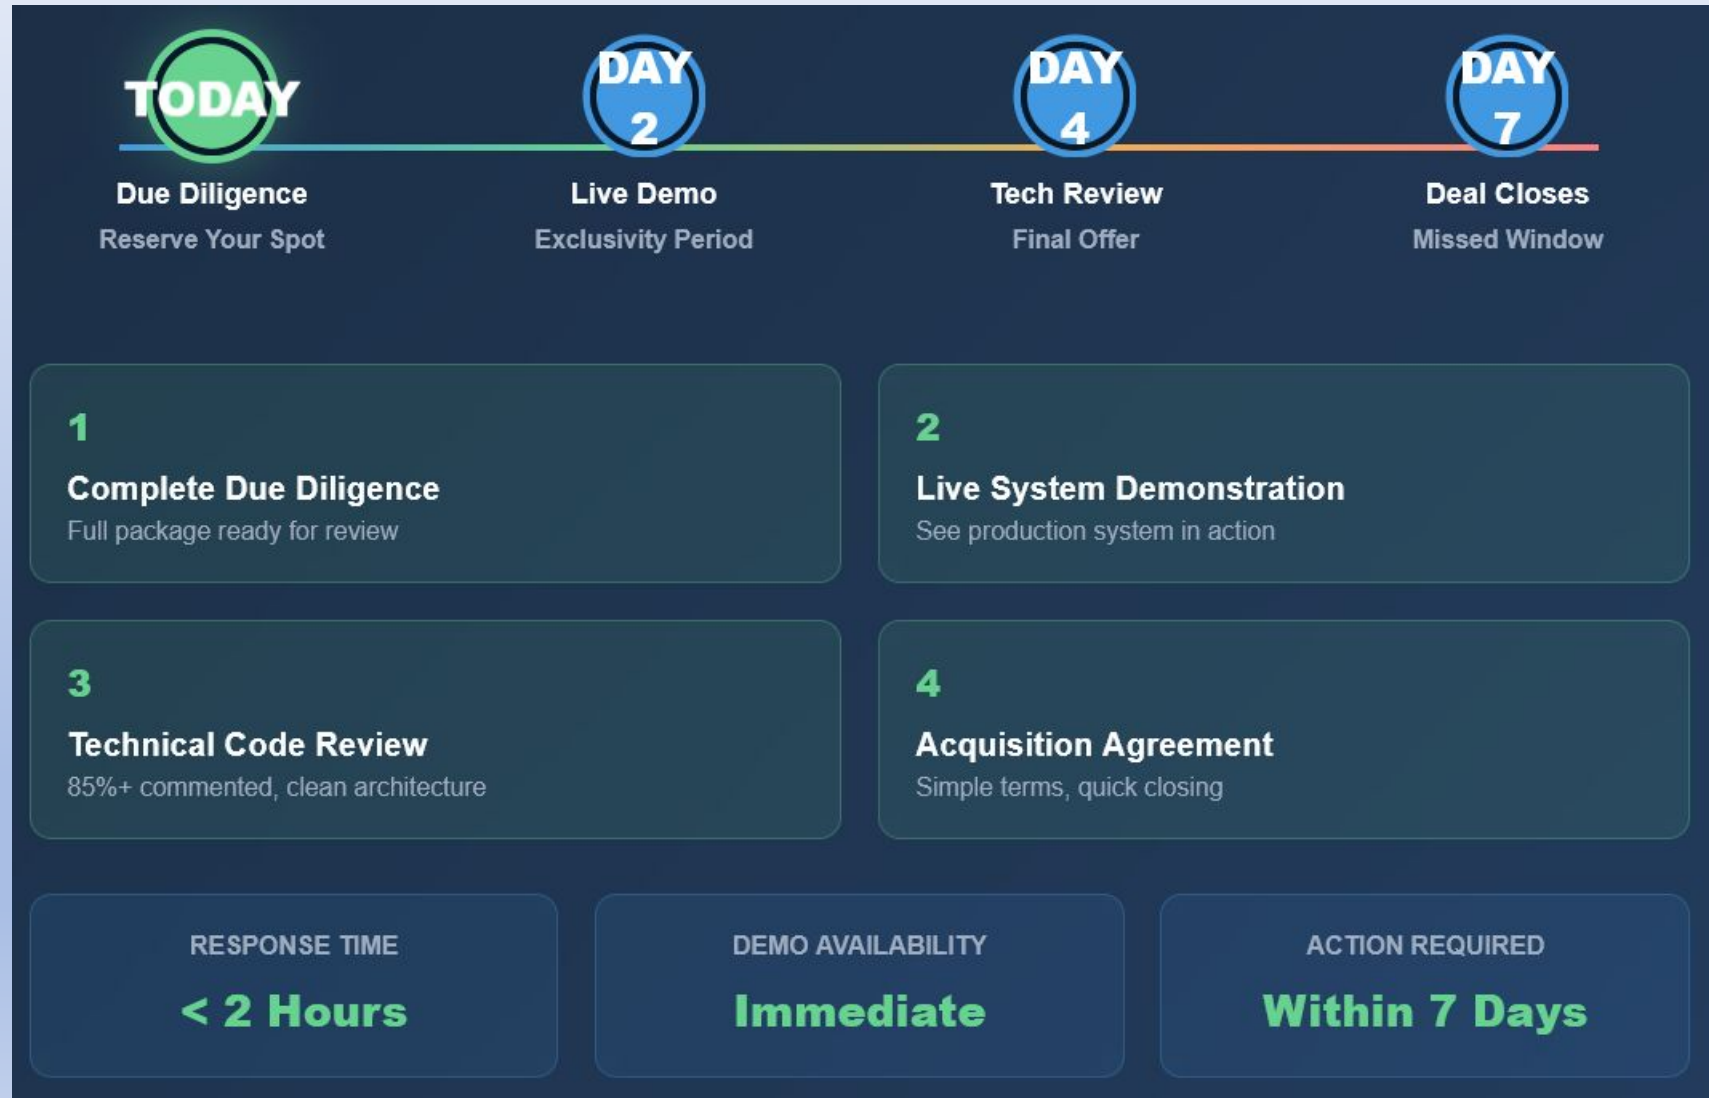 TODAY
DAY
2
DAY
4
DAY
7
Due Diligence
Live Demo
Tech Review
Deal Closes
Reserve Your Spot
Exclusivity Period
Final Offer
Missed Window
1
Complete Due Diligence
Full package ready for review
2
Live System Demonstration
See production system in action
3
Technical Code Review
85%+ commented, clean architecture
4
Acquisition Agreement
Simple terms, quick closing
RESPONSE TIME
< 2 Hours
DEMO AVAILABILITY
Immediate
ACTION REQUIRED
Within 7 Days